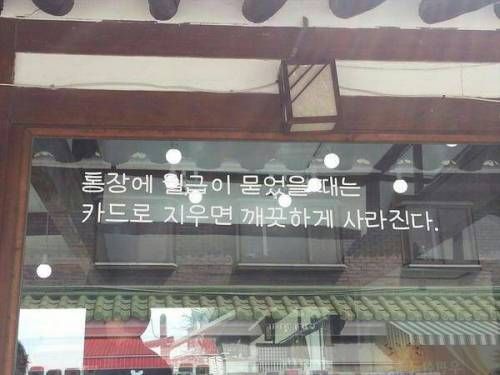 통장에 월급이 묻었을 때는
카드로 지우면 깨끗하게 사라진다.